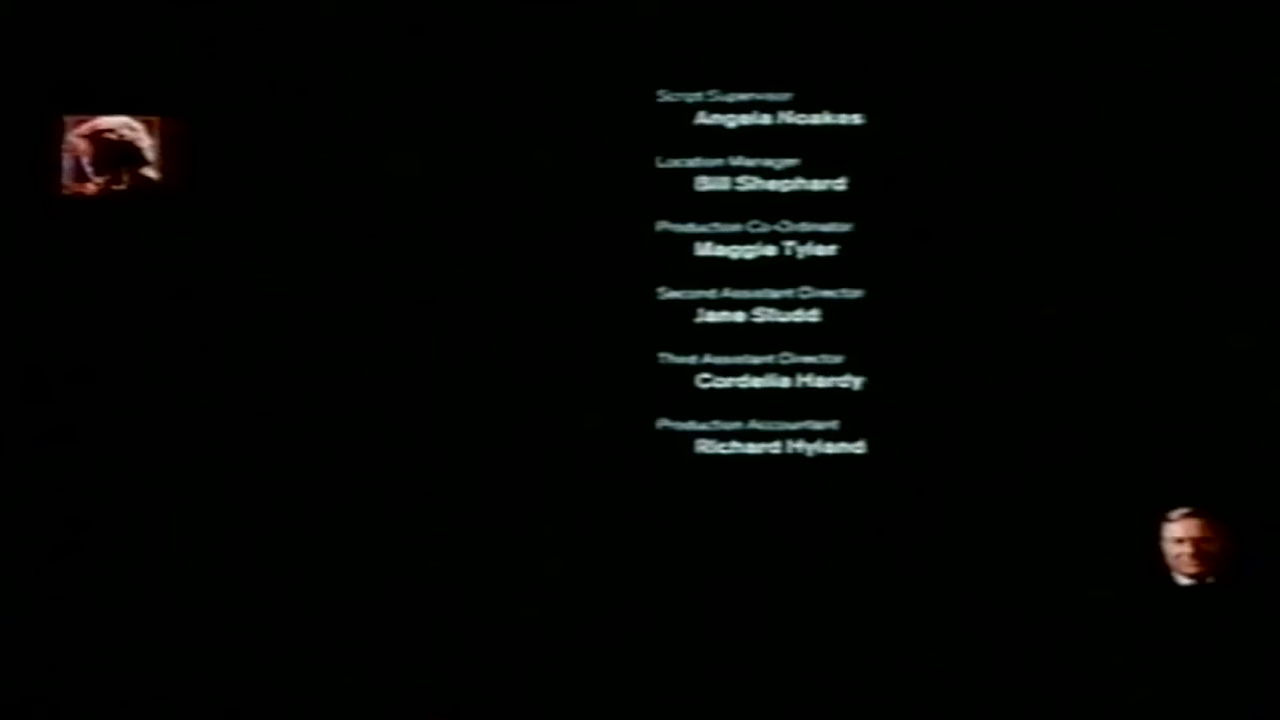 Script Supervisor
Angela Noakes
Location Manager
Bill Shephard
Production Co-Ordinator
Maggie Tyler
Second Assistant Director
Jane Studd
Third Assistant Director
Cordelia Hardy
Production Accountant
Richard Hyland